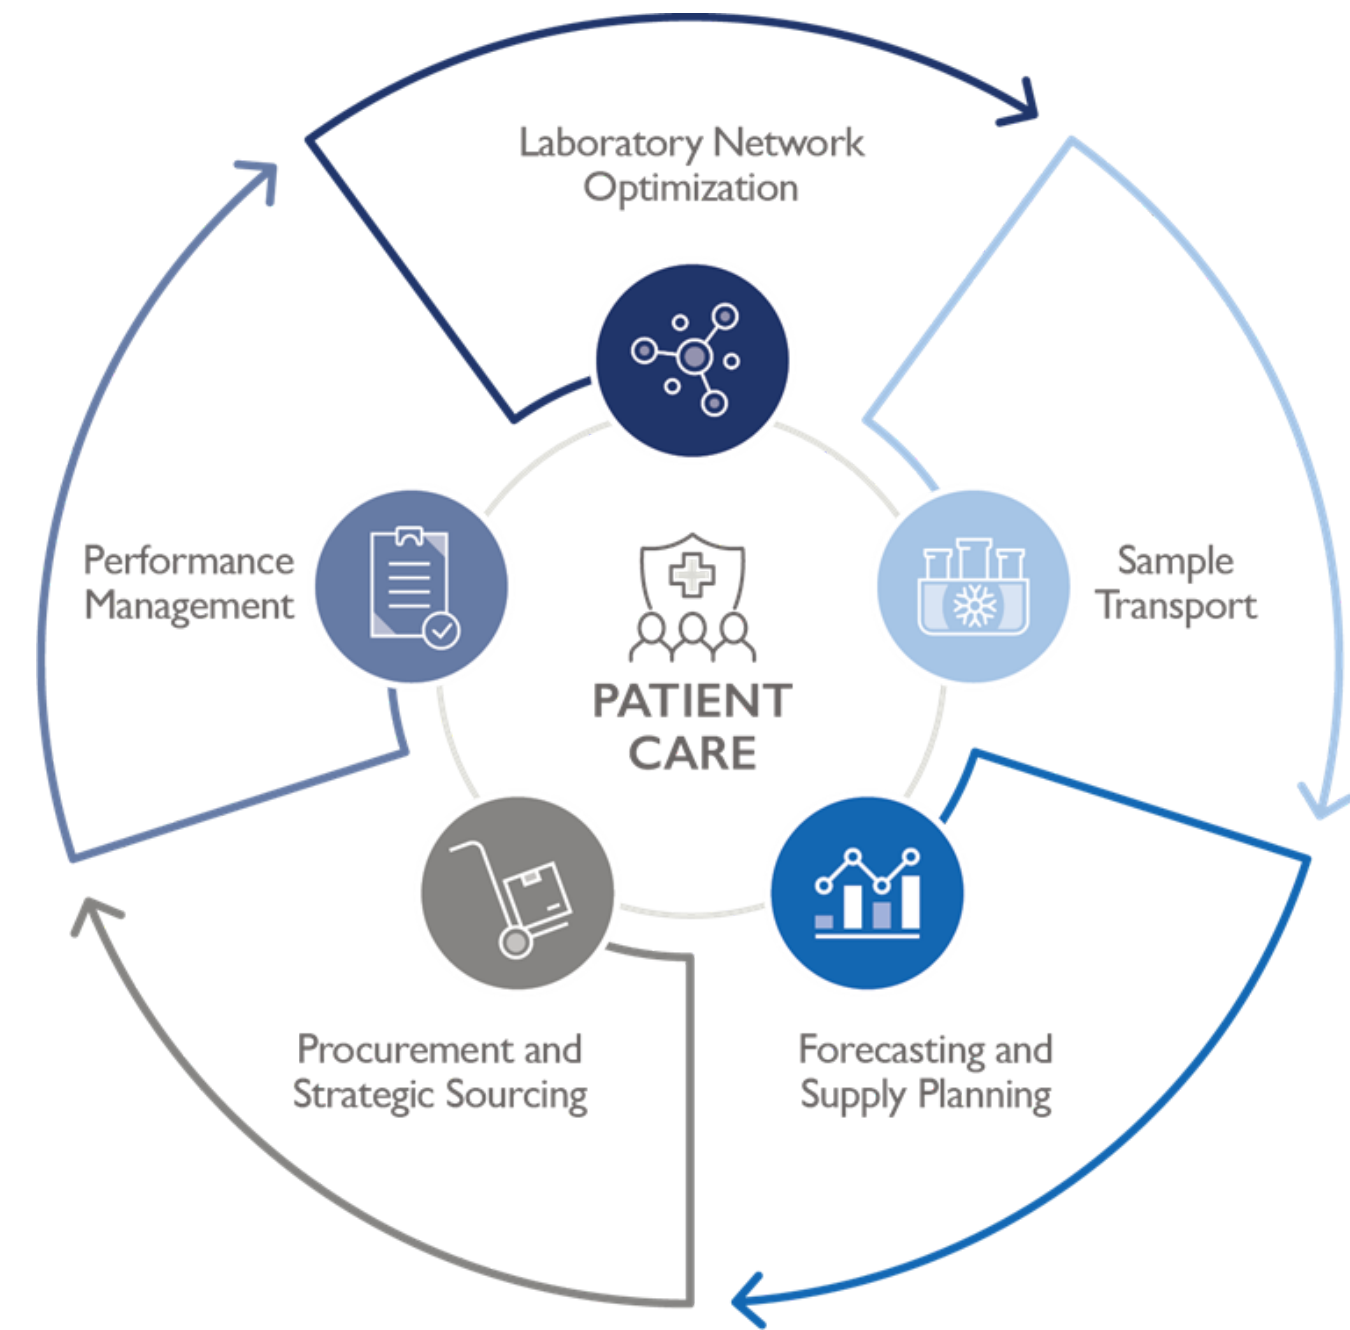 Laboratory Network
Optimization
Performance
Management
Sample
Transport
PATIENT
CARE
Procurement and
Strategic Sourcing
Forecasting and
Supply Planning